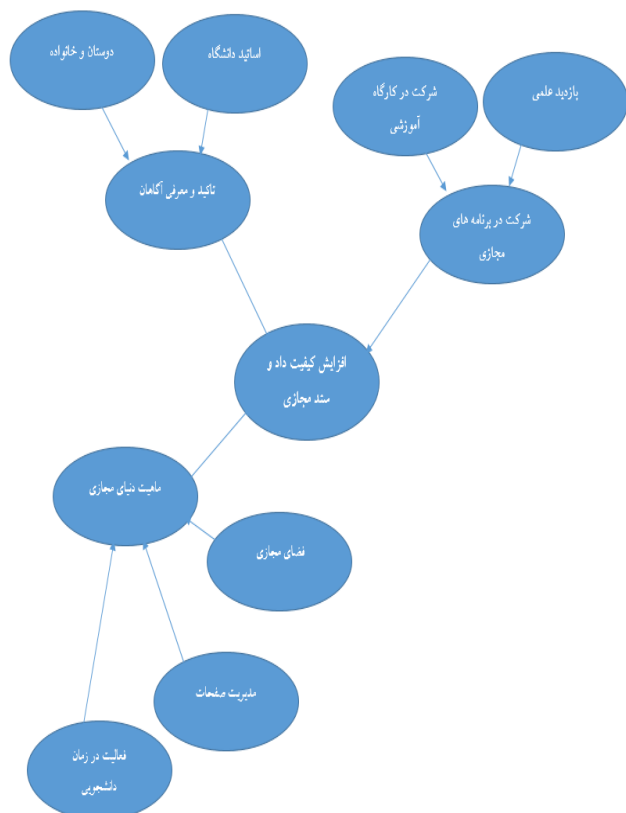 دوستان و خانواده
اساتید دانشگاه
شرکت در کارگاه
آموزشی
بازدید علمی
تاکید و معرفی آگاهان
شرکت در برنامه های
مجازی
افزایش کیفیت داد و
ستد مجازی
ماهیت دنیای مجازی
فضای مجازی
مدیریت صفحات
فعالیت در زمان
دانشجویی